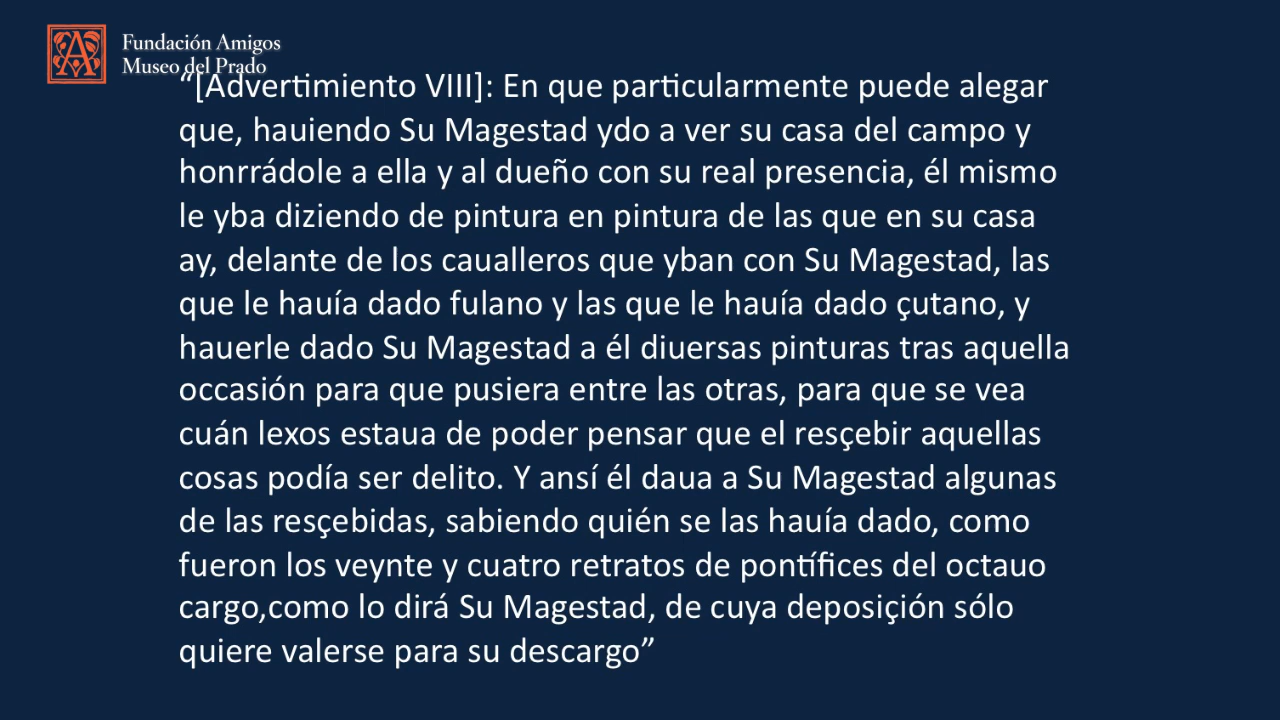 Fundación Amigos
Museo del Prado
“[Advertimiento VIII]: En que particularmente puede alegar
que, hauiendo Su Magestad ydo a ver su casa del campo y
honrrádole a ella y al dueño con su real presencia, él mismo
le yba diziendo de pintura en pintura de las que en su casa
ay, delante de los caualleros que yban con Su Magestad, las
que le hauía dado fulano y las que le hauía dado çutano, y
hauerle dado Su Magestad a él diuersas pinturas tras aquella
occasión para que pusiera entre las otras, para que se vea
cuán lexos estaua de poder pensar que el resçebir aquellas
cosas podía ser delito. Y ansí él daua a Su Magestad algunas
de las resçebidas, sabiendo quién se las hauía dado, como
fueron los veynte y cuatro retratos de pontífices del octauo
cargo,como lo dirá Su Magestad, de cuya deposiçión sólo
quiere valerse para su descargo”